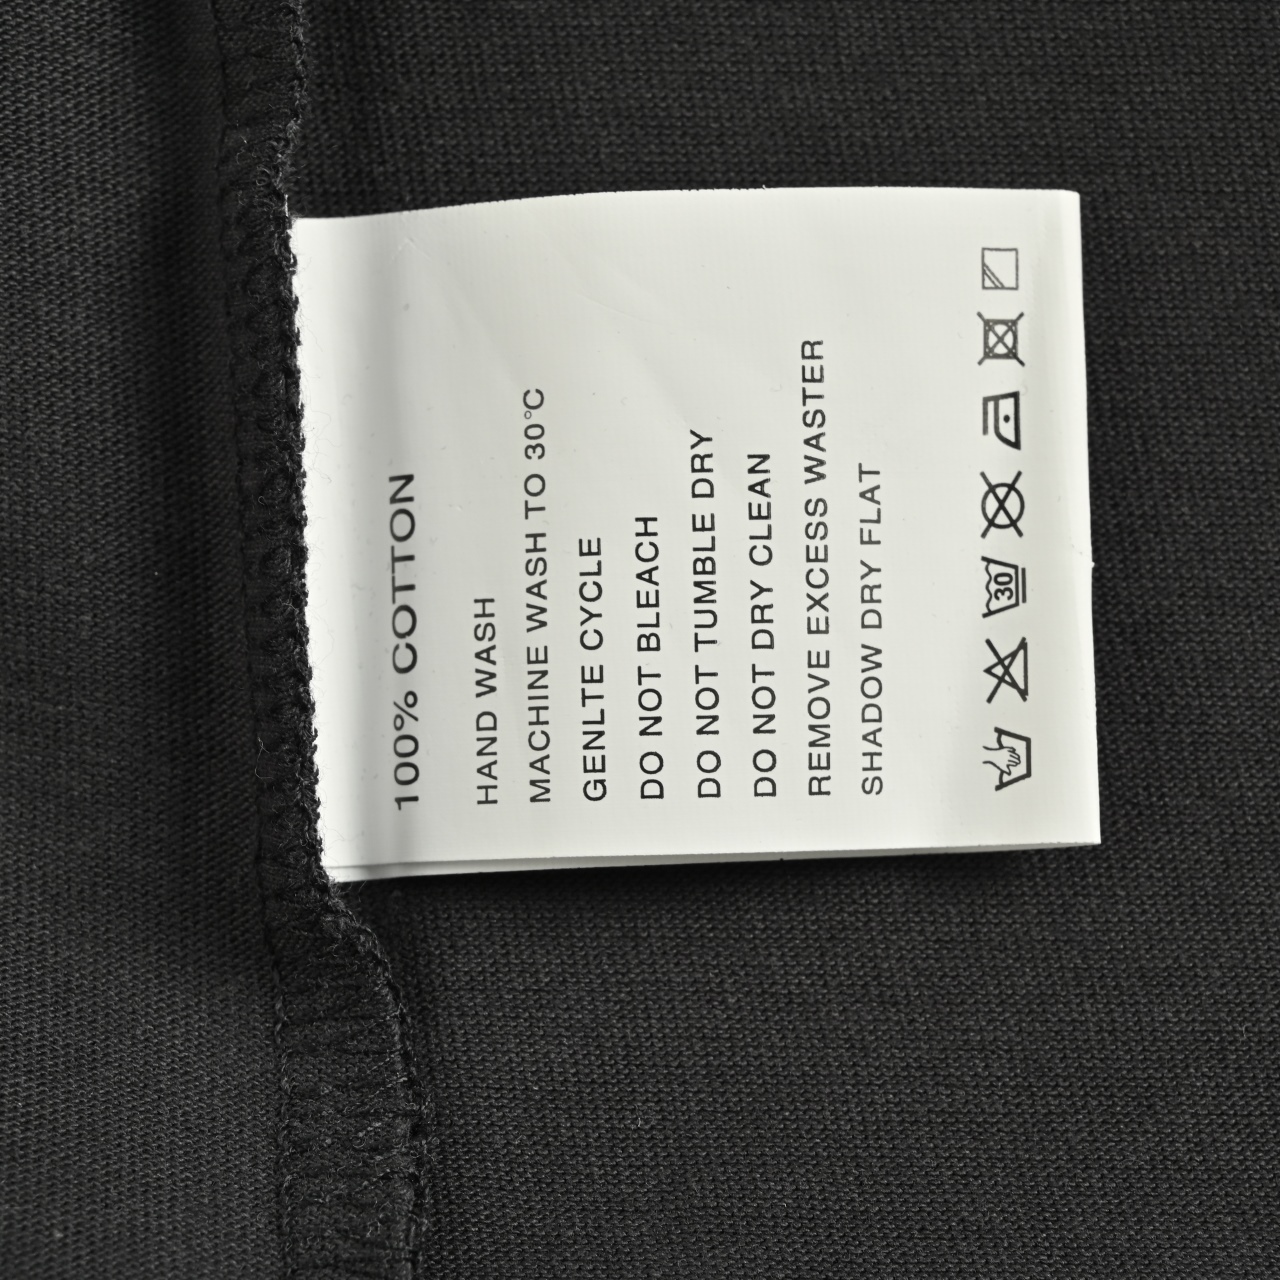 100% COTTON
HAND WASH
MACHINE WASH TO 30°C
GENLTE CYCLE
DO NOT BLEACH
DO NOT TUMBLE DRY
DO NOT DRY CLEAN
REMOVE EXCESS WASTER
SHADOW DRY FLAT
30